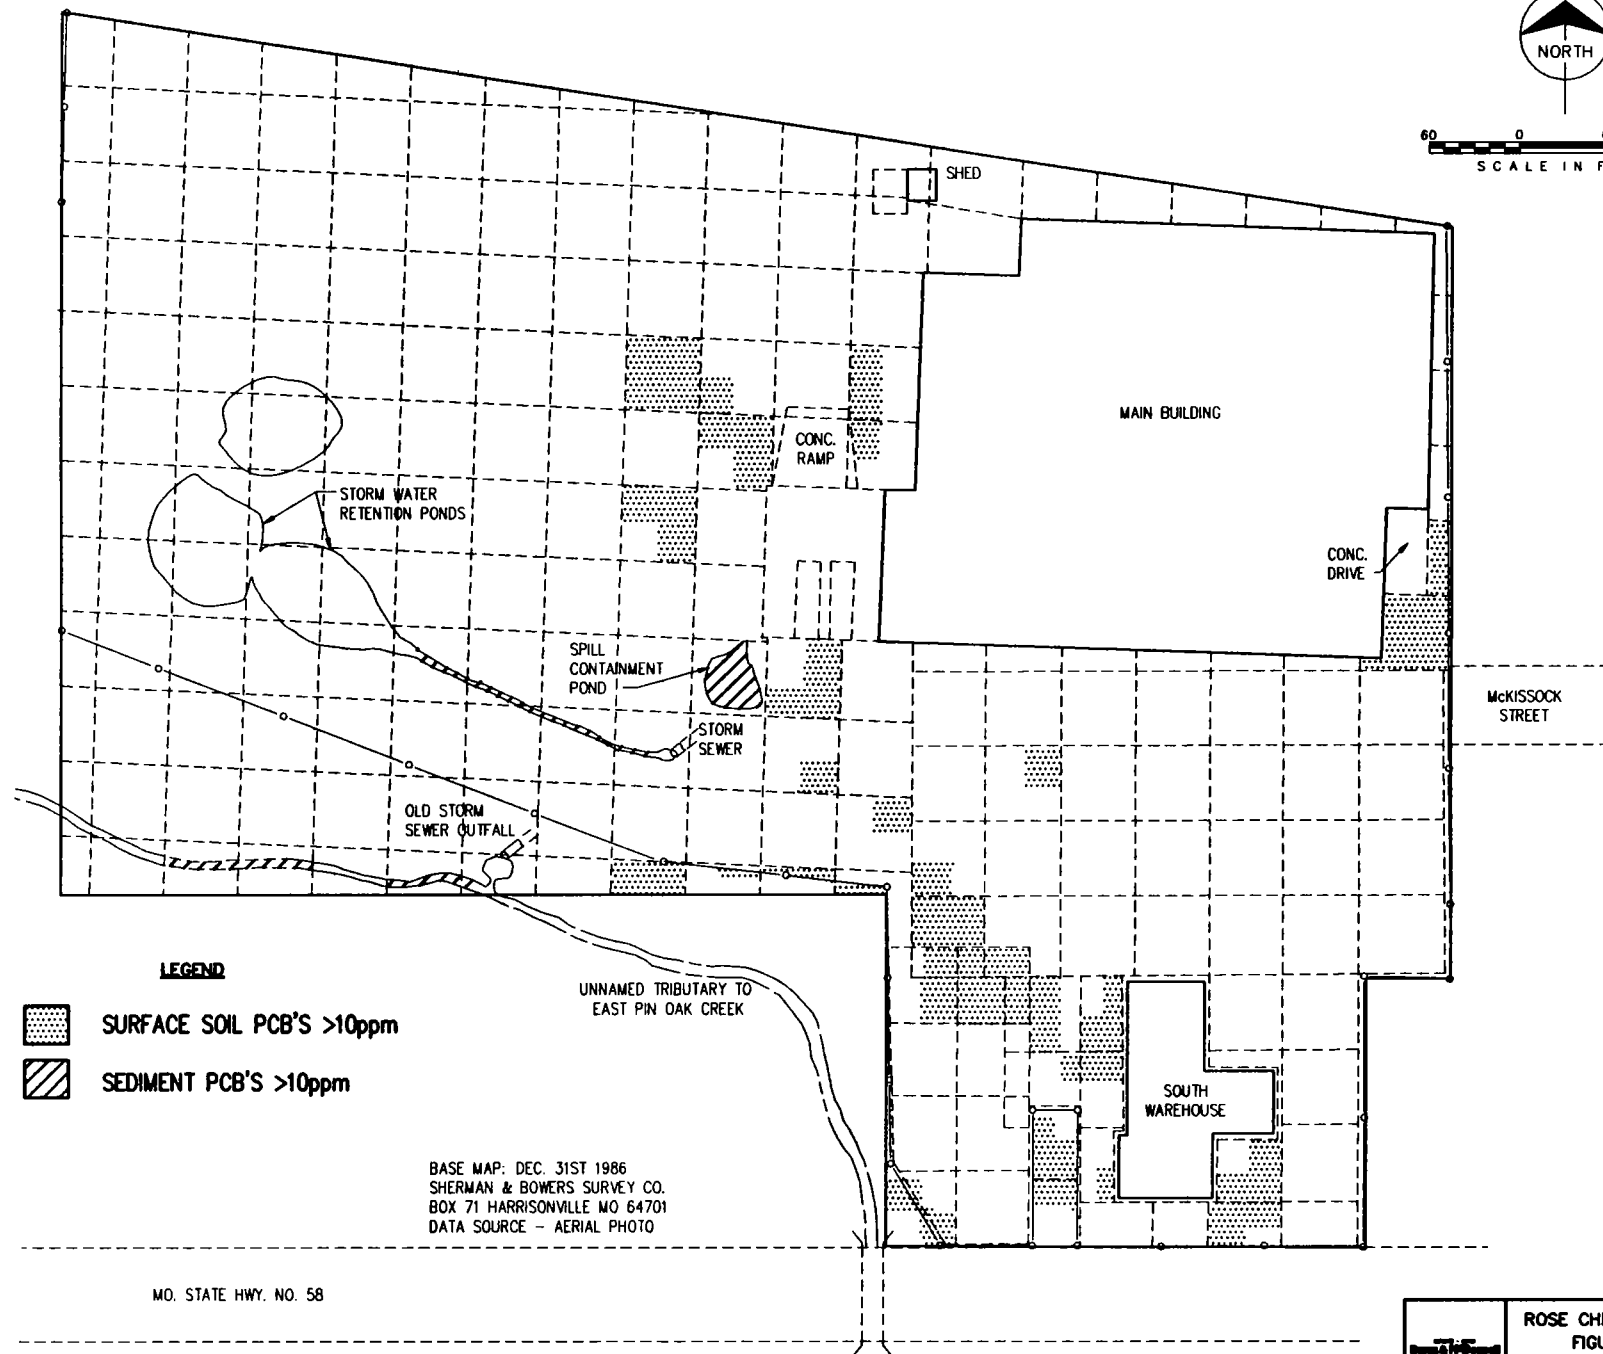 NORTH
60 0
SCALE IN
SHED
MAIN BUILDING
CONC.
RAMP
STORM WATER
RETENTION PONDS
CONC.
DRIVE
SPILL
CONTAINMENT
POND
McKISSOCK
STREET
STORM
SEWER
OLD STORM
SEWER OUTFALL
LEGEND
SURFACE SOIL PCB'S >10ppm
SEDIMENT PCB'S >10ppm
UNNAMED TRIBUTARY TO
EAST PIN OAK CREEK
SOUTH
WAREHOUSE
BASE MAP: DEC. 31ST 1986
SHERMAN & BOWERS SURVEY CO.
BOX 71 HARRISONVILLE MO 64701
DATA SOURCE - AERIAL PHOTO
MO. STATE HWY. NO. 58
ROSE